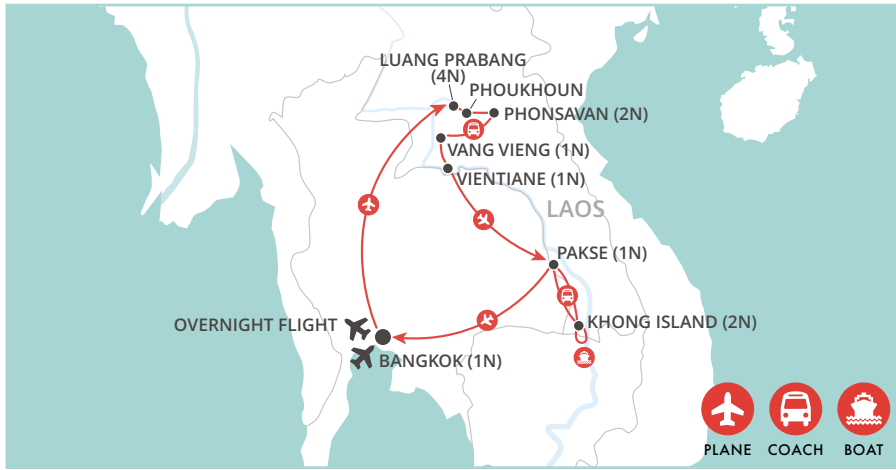 LUANG PRABANG
(4N)
PHOUKHOUN
PHONSAVAN (2N)
VANG VIENG (1N)
VIENTIANE (1N)
LAOS
PAKSE (1N)
OVERNIGHT FLIGHT
KHONG ISLAND (2N)
BANGKOK (1N)
PLANE COACH BOAT